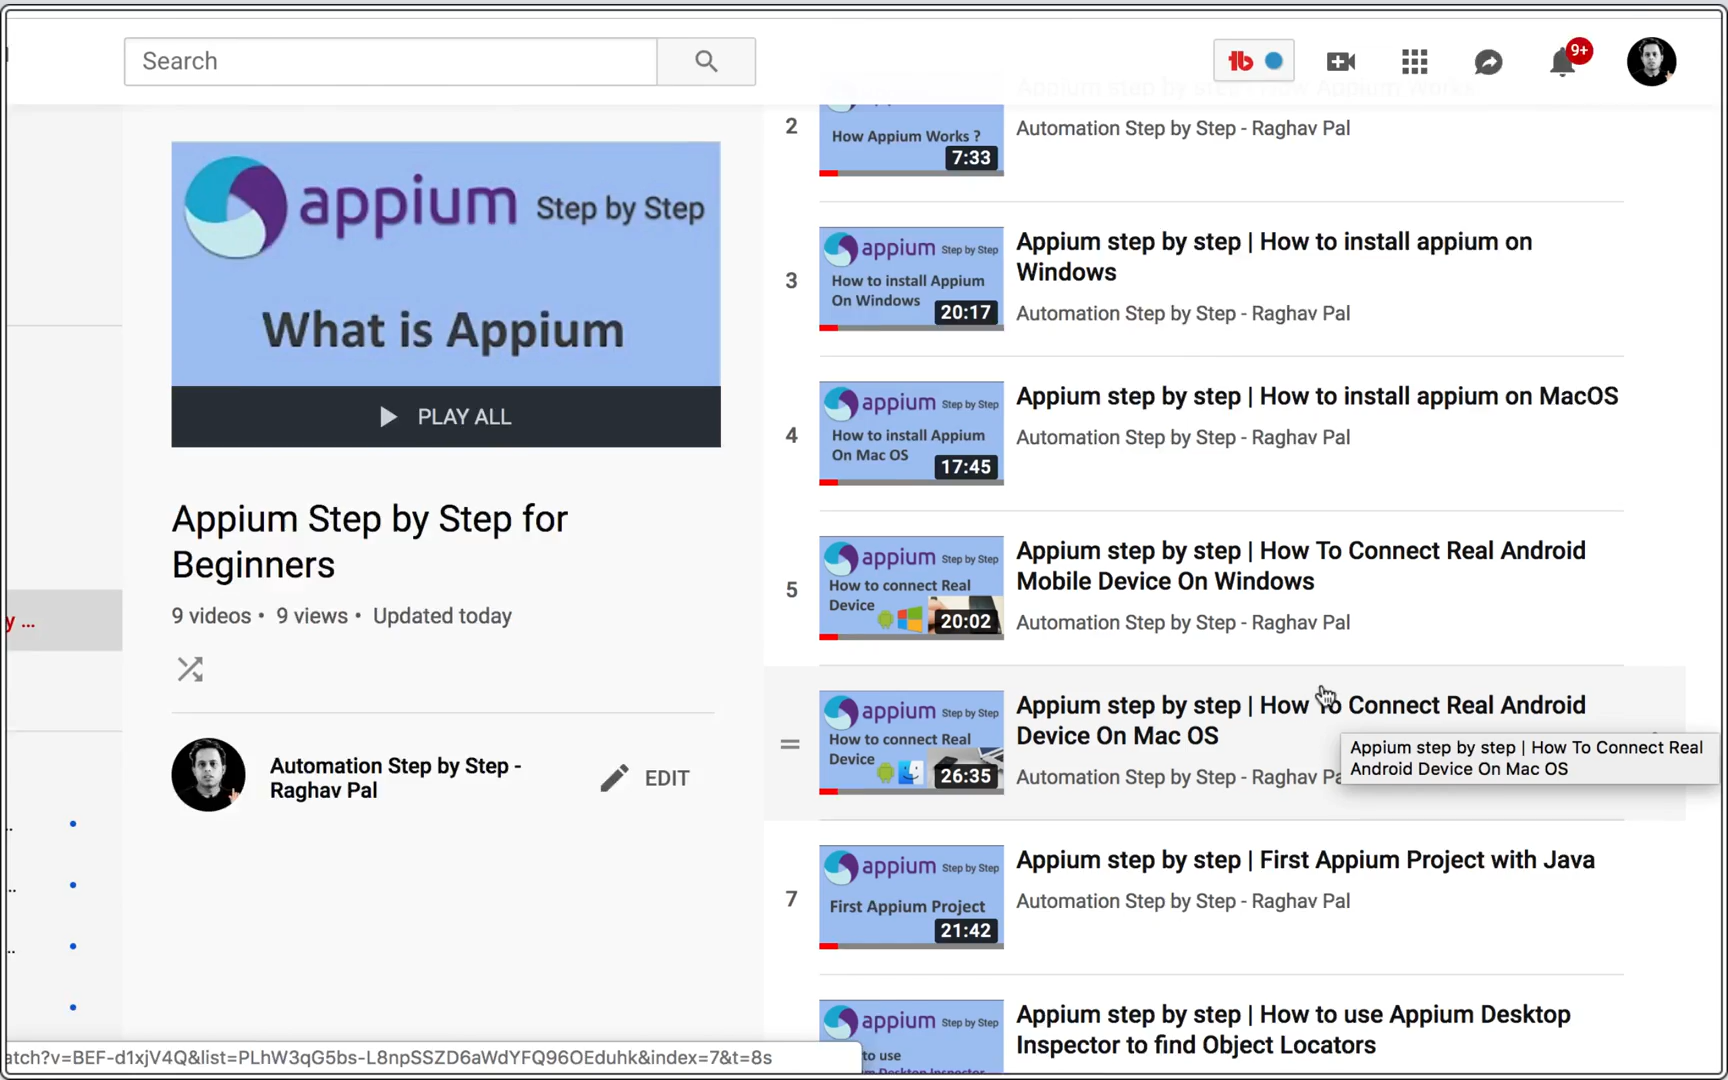 Search
9+
appium Step by Step
What is Appium
PLAY ALL
Appium Step by Step for
Beginners
9 videos • 9 views • Updated today
Automation Step by Step -
Raghav Pal
EDIT
y ...
2
How Appium Works ?
7:33
Appium step by step | How Appium Works
Automation Step by Step - Raghav Pal
3
appium Step by Step
How to install Appium
On Windows
20:17
Appium step by step | How to install appium on
Windows
Automation Step by Step - Raghav Pal
4
appium Step by Step
How to install Appium
On Mac OS
17:45
Appium step by step | How to install appium on MacOS
Automation Step by Step - Raghav Pal
5
appium Step by Step
How to connect Real
Device
20:02
Appium step by step | How To Connect Real Android
Mobile Device On Windows
Automation Step by Step - Raghav Pal
appium Step by Step
How to connect Real
Device
26:35
Appium step by step | How To Connect Real Android
Device On Mac OS
Automation Step by Step - Raghav Pa
Appium step by step | How To Connect Real
Android Device On Mac OS
7
appium Step by Step
First Appium Project
21:42
Appium step by step | First Appium Project with Java
Automation Step by Step - Raghav Pal
appium Step by Step
to use
Desktop Inspector
Appium step by step | How to use Appium Desktop
Inspector to find Object Locators
atch?v=BEF-d1xjV4Q&list=PLhW3qG5bs-L8npSSZD6aWdYFQ96OEduhk&index=7&t=8s